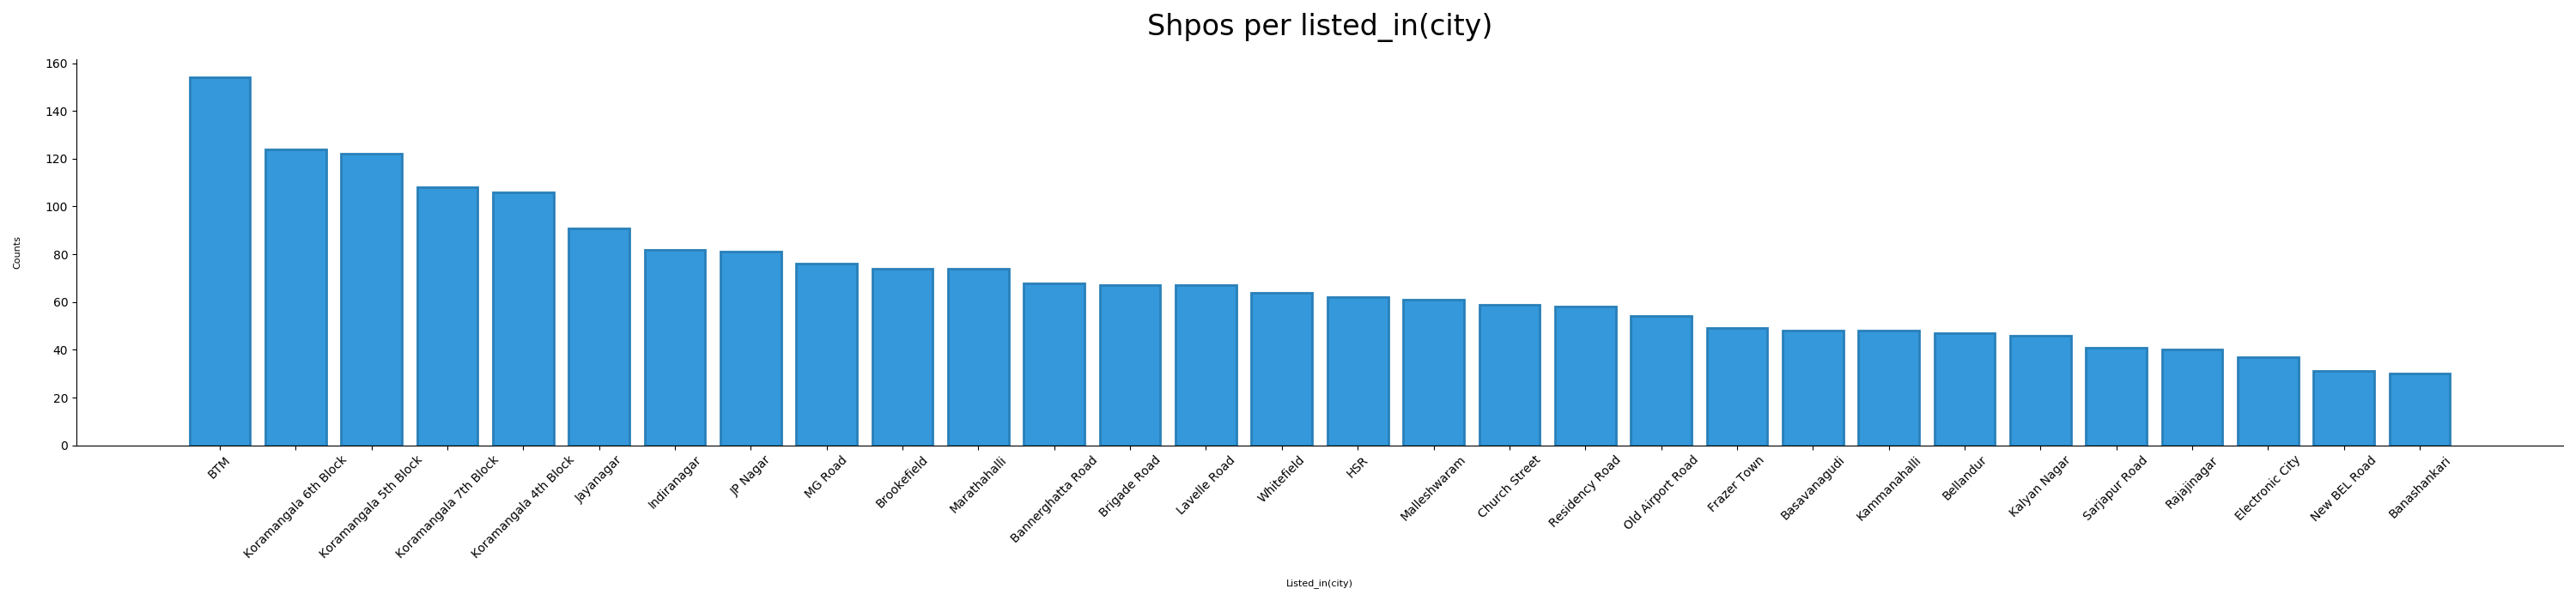 Shpos per listed_in(city)
160
140
120
100
80
60
40
20
0
Counts
BTM
Koramangala 6th Block
Koramangala 5th Block
Koramangala 7th Block
Koramangala 4th Block
Jayanagar
Indiranagar
JP Nagar
MG Road
Brookefield
Marathahalli
Bannerghatta Road
Brigade Road
Lavelle Road
Whitefield
HSR
Malleshwaram
Church Street
Residency Road
Old Airport Road
Frazer Town
Basavanagudi
Kammanahalli
Bellandur
Kalyan Nagar
Sarjapur Road
Rajajinagar
Electronic City
New BEL Road
Banashankari
Listed_in(city)